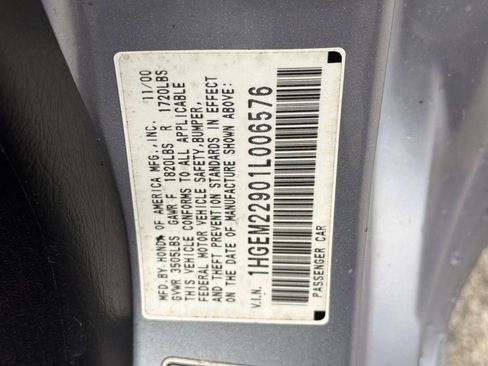 MFD.BY HONDA OF AMERICA MFG.,INC. 11/00
GVWR 3505LBS GAWR F 1820LBS R 1720LBS
THIS VEHICLE CONFORMS TO ALL APPLICABLE
FEDERAL MOTOR VEHICLE SAFETY,BUMPER,
AND THEFT PREVENTION STANDARDS IN EFFECT
ON THE DATE OF MANUFACTURE SHOWN ABOVE:
V.I.N. 1HGEM22901L006576
PASSENGER CAR